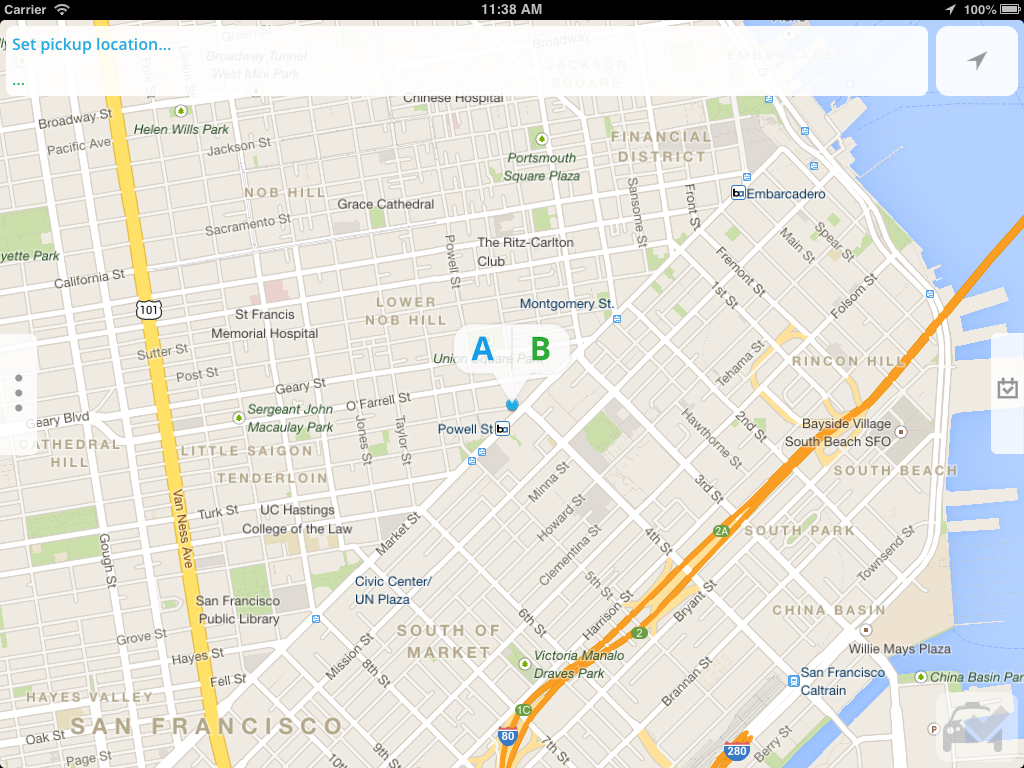 Carrier
11:38 AM
100%
Set pickup location...
...
Green St
Broadway
Broadway Tunnel
West Mini Park
JACKSON
SQUARE
EMBARCADERO
Chinese Hospital
Broadway St
Helen Wills Park
Pacific Ave
Jackson St
FINANCIAL
DISTRICT
Portsmouth
Square Plaza
NOB HILL
Grace Cathedral
Sansome St
Front St
Embarcadero
Sacramento St
The Ritz-Carlton
Club
Powell St
Main St
Spear St
yette Park
California St
Fremont St
1st St
Folsom St
LOWER
NOB HILL
Montgomery St.
101
St Francis
Memorial Hospital
Sutter St
A B
Union Square Pa
Tehama St
RINCON HILL
Post St
Geary St
O'Farrell St
Sergeant John
Macaulay Park
Geary Blvd
Jones St
Taylor St
Powell St
Hawthorne St
2nd St
Bayside Village
South Beach SFO
CATHEDRAL
HILL
LITTLE SAIGON
TENDERLOIN
SOUTH BEACH
Minna St
3rd St
Van Ness Ave
Turk St
UC Hastings
College of the Law
Market St
Howard St
Clementina St
4th St
2A
SOUTH PARK
Townsend St
Gough St
Civic Center/
UN Plaza
5th St
Harrison St
Bryant St
San Francisco
Public Library
6th St
CHINA BASIN
Grove St
SOUTH OF
MARKET
2
Willie Mays Plaza
Hayes St
Mission St
8th St
Victoria Manalo
Draves Park
Fell St
Brannan St
San Francisco
Caltrain
China Basin Par
HAYES VALLEY
SAN FRANCISCO
1C
80
P
Oak St
Page St
9th St
10th
7th St
280
Berry St